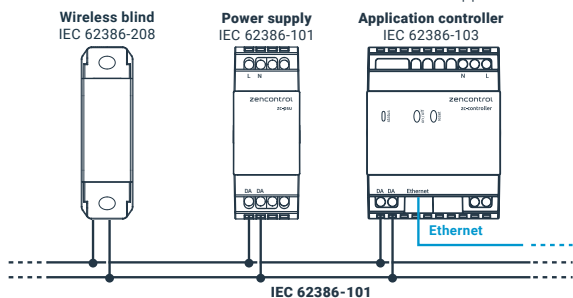 Wireless blind
IEC 62386-208
Power supply
IEC 62386-101
Application controller
IEC 62386-103
L N
zencontrol
zc-psu
DA DA
N L
zencontrol
zc-controller
DA DA Ethernet
Ethernet
IEC 62386-101